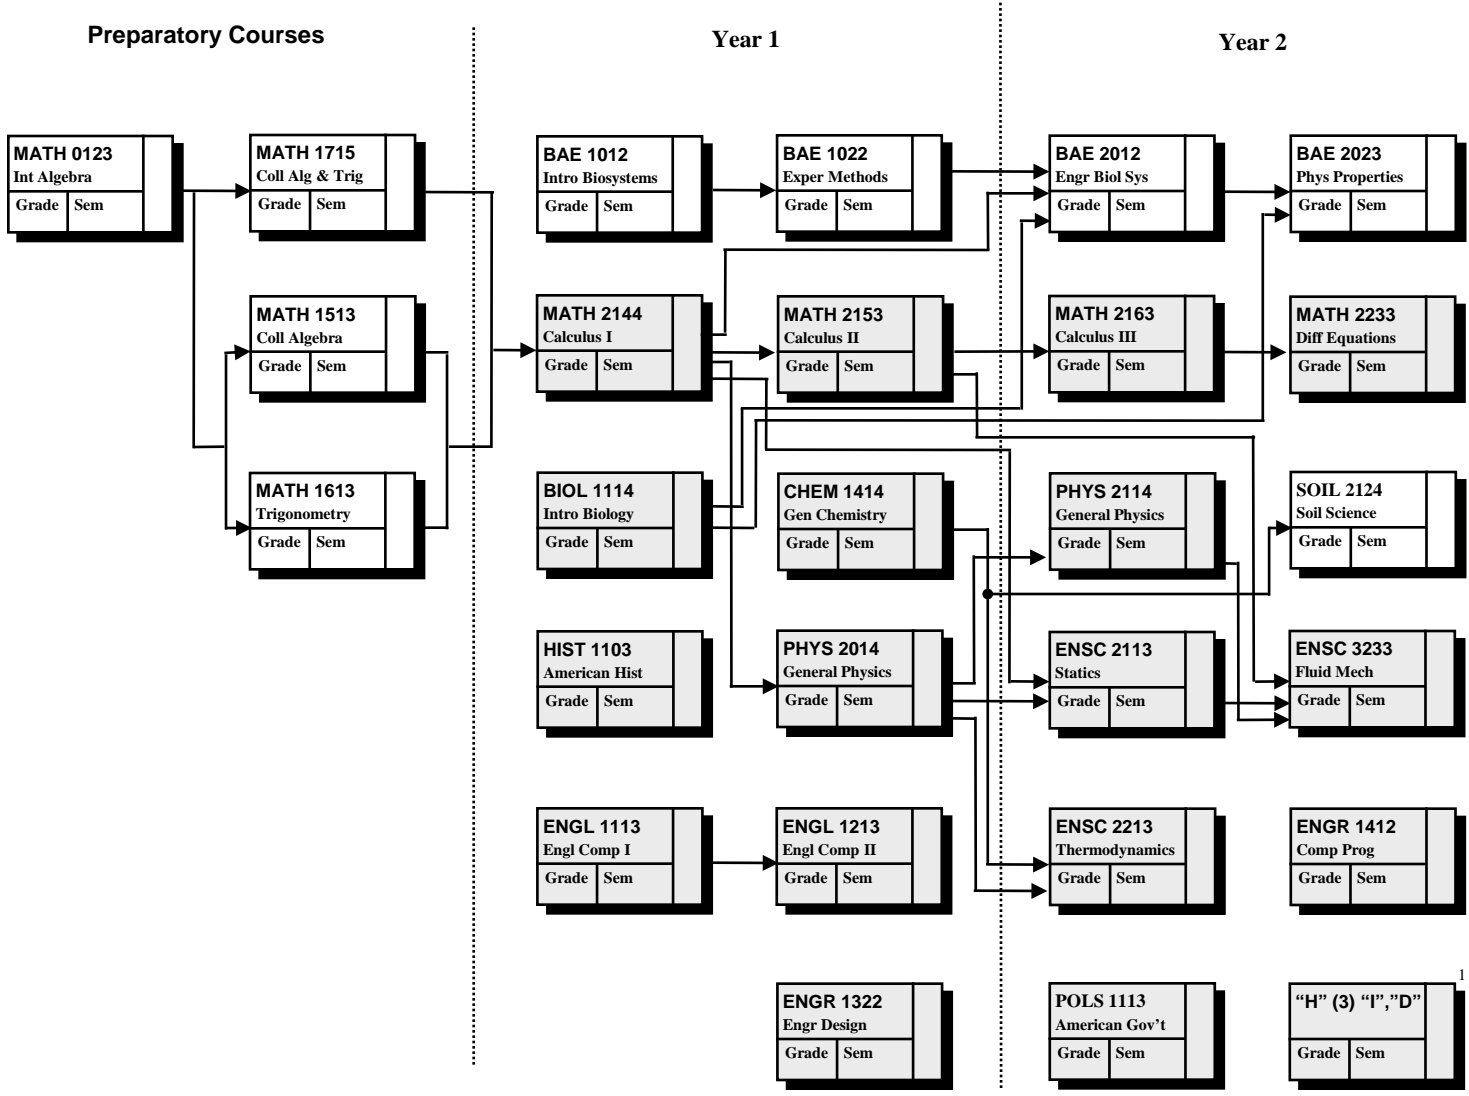 Preparatory Courses
Year 1
Year 2
MATH 0123
Int Algebra
Grade Sem
MATH 1715
Coll Alg & Trig
Grade Sem
BAE 1012
Intro Biosystems
Grade Sem
BAE 1022
Exper Methods
Grade Sem
BAE 2012
Engr Biol Sys
Grade Sem
BAE 2023
Phys Properties
Grade Sem
MATH 1513
Coll Algebra
Grade Sem
MATH 2144
Calculus I
Grade Sem
MATH 2153
Calculus II
Grade Sem
MATH 2163
Calculus III
Grade Sem
MATH 2233
Diff Equations
Grade Sem
MATH 1613
Trigonometry
Grade Sem
BIOL 1114
Intro Biology
Grade Sem
CHEM 1414
Gen Chemistry
Grade Sem
PHYS 2114
General Physics
Grade Sem
SOIL 2124
Soil Science
Grade Sem
HIST 1103
American Hist
Grade Sem
PHYS 2014
General Physics
Grade Sem
ENSC 2113
Statics
Grade Sem
ENSC 3233
Fluid Mech
Grade Sem
ENGL 1113
Engl Comp I
Grade Sem
ENGL 1213
Engl Comp II
Grade Sem
ENSC 2213
Thermodynamics
Grade Sem
ENGR 1412
Comp Prog
Grade Sem
ENGR 1322
Engr Design
Grade Sem
POLS 1113
American Gov’t
Grade Sem
1
“H” (3) “I”,”D”
Grade Sem